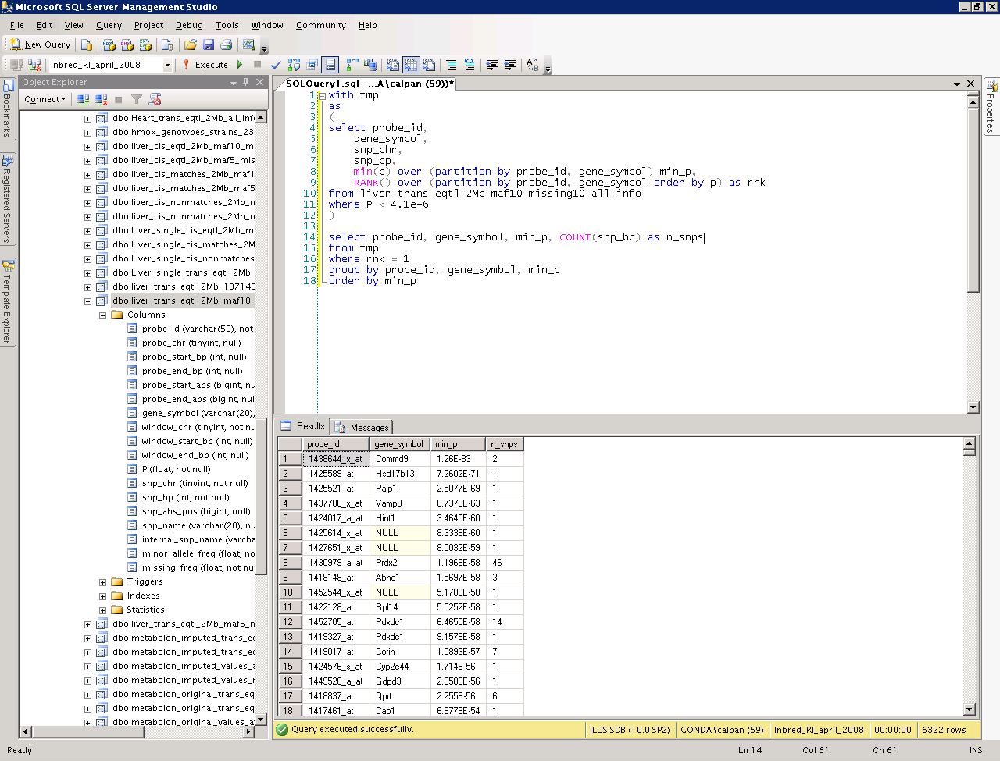 Microsoft SQL Server Management Studio
File Edit View Query Project Debug Tools Window Community Help
New Query
Inbred_RI_april_2008 Execute
Object Explorer
Connect
Bookmarks
Registered Servers
Template Explorer
dbo.Heart_trans_eqtl_2Mb_all_info
dbo.hmox_genotypes_strains_23
dbo.liver_cis_eqtl_2Mb_maf10_m
dbo.liver_cis_eqtl_2Mb_maf5_mis
dbo.liver_cis_matches_2Mb_maf1
dbo.liver_cis_matches_2Mb_maf5
dbo.liver_cis_nonmatches_2Mb_m
dbo.liver_cis_nonmatches_2Mb_n
dbo.Liver_single_cis_eqtl_2Mb_m
dbo.Liver_single_cis_matches_2M
dbo.Liver_single_cis_nonmatches
dbo.Liver_single_trans_eqtl_2Mb_
dbo.liver_trans_eqtl_2Mb_107145
dbo.liver_trans_eqtl_2Mb_maf10_
Columns
probe_id (varchar(50), not
probe_chr (tinyint, null)
probe_start_bp (int, null)
probe_end_bp (int, null)
probe_start_abs (bigint, nu
probe_end_abs (bigint, nu
gene_symbol (varchar(20),
window_chr (tinyint, not nu
window_start_bp (int, null)
window_end_bp (int, null)
P (float, not null)
snp_chr (tinyint, not null)
snp_bp (int, not null)
snp_abs_pos (bigint, null)
snp_name (varchar(20), nul
internal_snp_name (varcha
minor_allele_freq (float, no
missing_freq (float, not nu
Triggers
Indexes
Statistics
dbo.liver_trans_eqtl_2Mb_maf5_n
dbo.metabolon_imputed_trans_ec
dbo.metabolon_imputed_trans_ec
dbo.metabolon_imputed_values_a
dbo.metabolon_imputed_values_r
dbo.metabolon_original_trans_eq
dbo.metabolon_original_trans_eq
dbo.metabolon_original_values_a
SQLQuery1.sql -...A\calpan (59))*
1 with tmp
2 as
3 (
4 select probe_id,
5 gene_symbol,
6 snp_chr,
7 snp_bp,
8 min(p) over (partition by probe_id, gene_symbol) min_p,
9 RANK() over (partition by probe_id, gene_symbol order by p) as rnk
10 from liver_trans_eqtl_2Mb_maf10_missing10_all_info
11 where P < 4.1e-6
12 )
13
14 select probe_id, gene_symbol, min_p, COUNT(snp_bp) as n_snps
15 from tmp
16 where rnk = 1
17 group by probe_id, gene_symbol, min_p
18 order by min_p
Properties
Results Messages
probe_id gene_symbol min_p n_snps
1 1438644_x_at Commd9 1.26E-83 2
2 1425589_at Hsd17b13 7.2602E-71 1
3 1425521_at Paip1 2.5077E-69 1
4 1437708_x_at Vamp3 6.7378E-63 1
5 1424017_a_at Hint1 3.4645E-60 1
6 1425614_x_at NULL 8.3339E-60 1
7 1427651_x_at NULL 8.0032E-59 1
8 1430979_a_at Prdx2 1.1968E-58 46
9 1418148_at Abhd1 1.5697E-58 3
10 1452544_x_at NULL 5.1703E-58 1
11 1422128_at Rpl14 5.5252E-58 1
12 1452705_at Pdxdc1 6.4655E-58 14
13 1419327_at Pdxdc1 9.1578E-58 1
14 1419017_at Corin 1.0893E-57 7
15 1424576_s_at Cyp2c44 1.714E-56 1
16 1449526_a_at Gdpd3 2.0509E-56 1
17 1418837_at Qprt 2.255E-56 6
18 1417461_at Cap1 6.9776E-54 1
Query executed successfully. JLUSISDB (10.0 SP2) GONDA\calpan (59) Inbred_RI_april_2008 00:00:00 6322 rows
Ready Ln 14 Col 61 Ch 61 INS